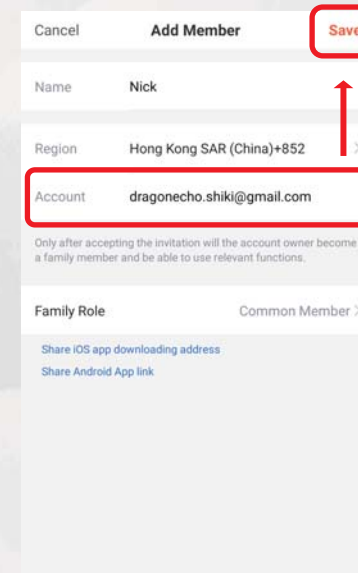 Cancel Add Member Save
Name Nick
Region Hong Kong SAR (China)+852
Account dragonecho.shiki@gmail.com
Only after accepting the invitation will the account owner become
a family member and be able to use relevant functions.
Family Role Common Member
Share iOS app downloading address
Share Android App link